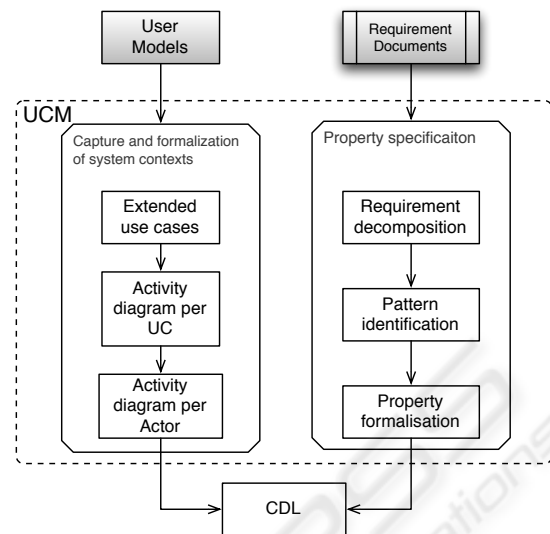 User
Models
Requirement
Documents
UCM
Capture and formalization
of system contexts
Extended
use cases
Activity
diagram per
UC
Activity
diagram per
Actor
Property specificaiton
Requirement
decomposition
Pattern
identification
Property
formalisation
CDL